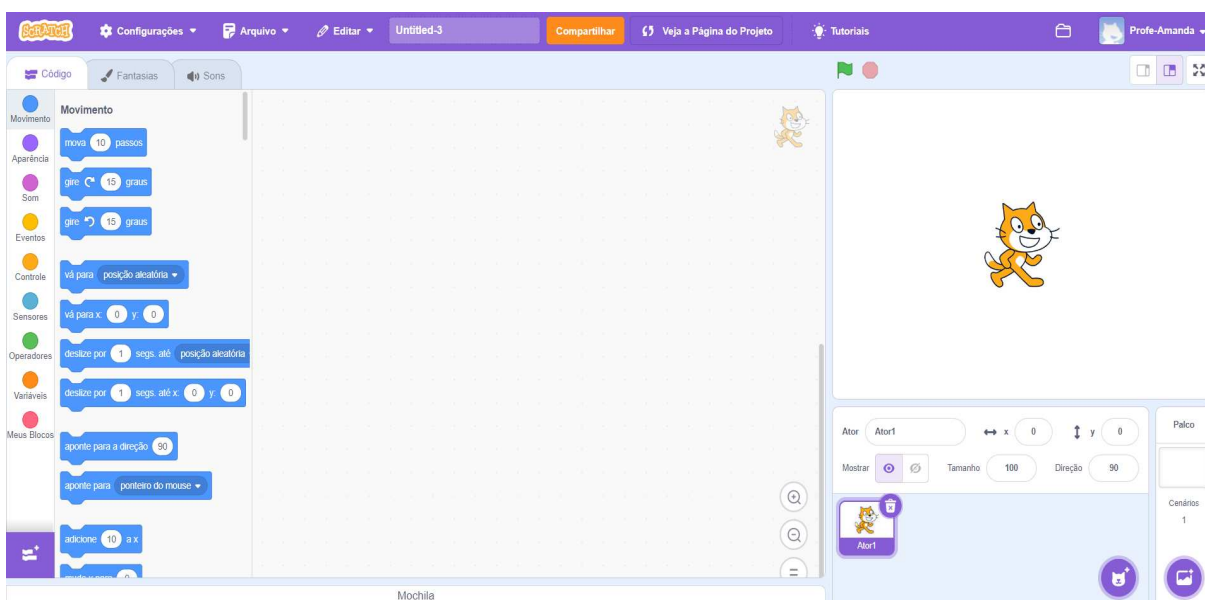 SCRATCH Configurações Arquivo Editar Untitled-3 Compartilhar Veja a Página do Projeto Tutoriais Profe-Amanda
Código Fantasias Sons
Movimento
Aparência
Som
Eventos
Controle
Sensores
Operadores
Variáveis
Meus Blocos
Movimento
mova 10 passos
gire 15 graus
gire 15 graus
vá para posição aleatória
vá para x: 0 y: 0
deslize por 1 segs. até posição aleatória
deslize por 1 segs. até x: 0 y: 0
aponte para a direção 90
aponte para ponteiro do mouse
adicione 10 a x
Mochila
Ator Ator1 x 0 y 0
Mostrar Tamanho 100 Direção 90
Ator1
Palco
Cenários
1